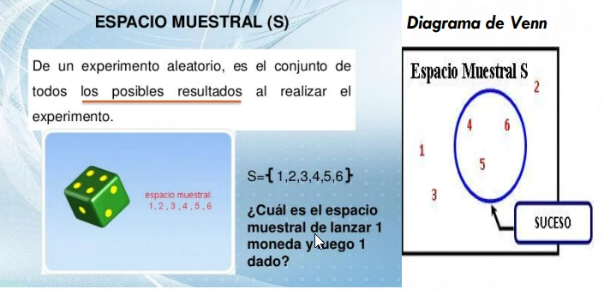 ESPACIO MUESTRAL (S)
De un experimento aleatorio, es el conjunto de
todos los posibles resultados al realizar el
experimento.
espacio muestral:
1, 2, 3, 4, 5, 6
S={1,2,3,4,5,6}
¿Cuál es el espacio
muestral de lanzar 1
moneda y luego 1
dado?
Diagrama de Venn
Espacio Muestral S
2
4 6
1
5
3
SUCESO